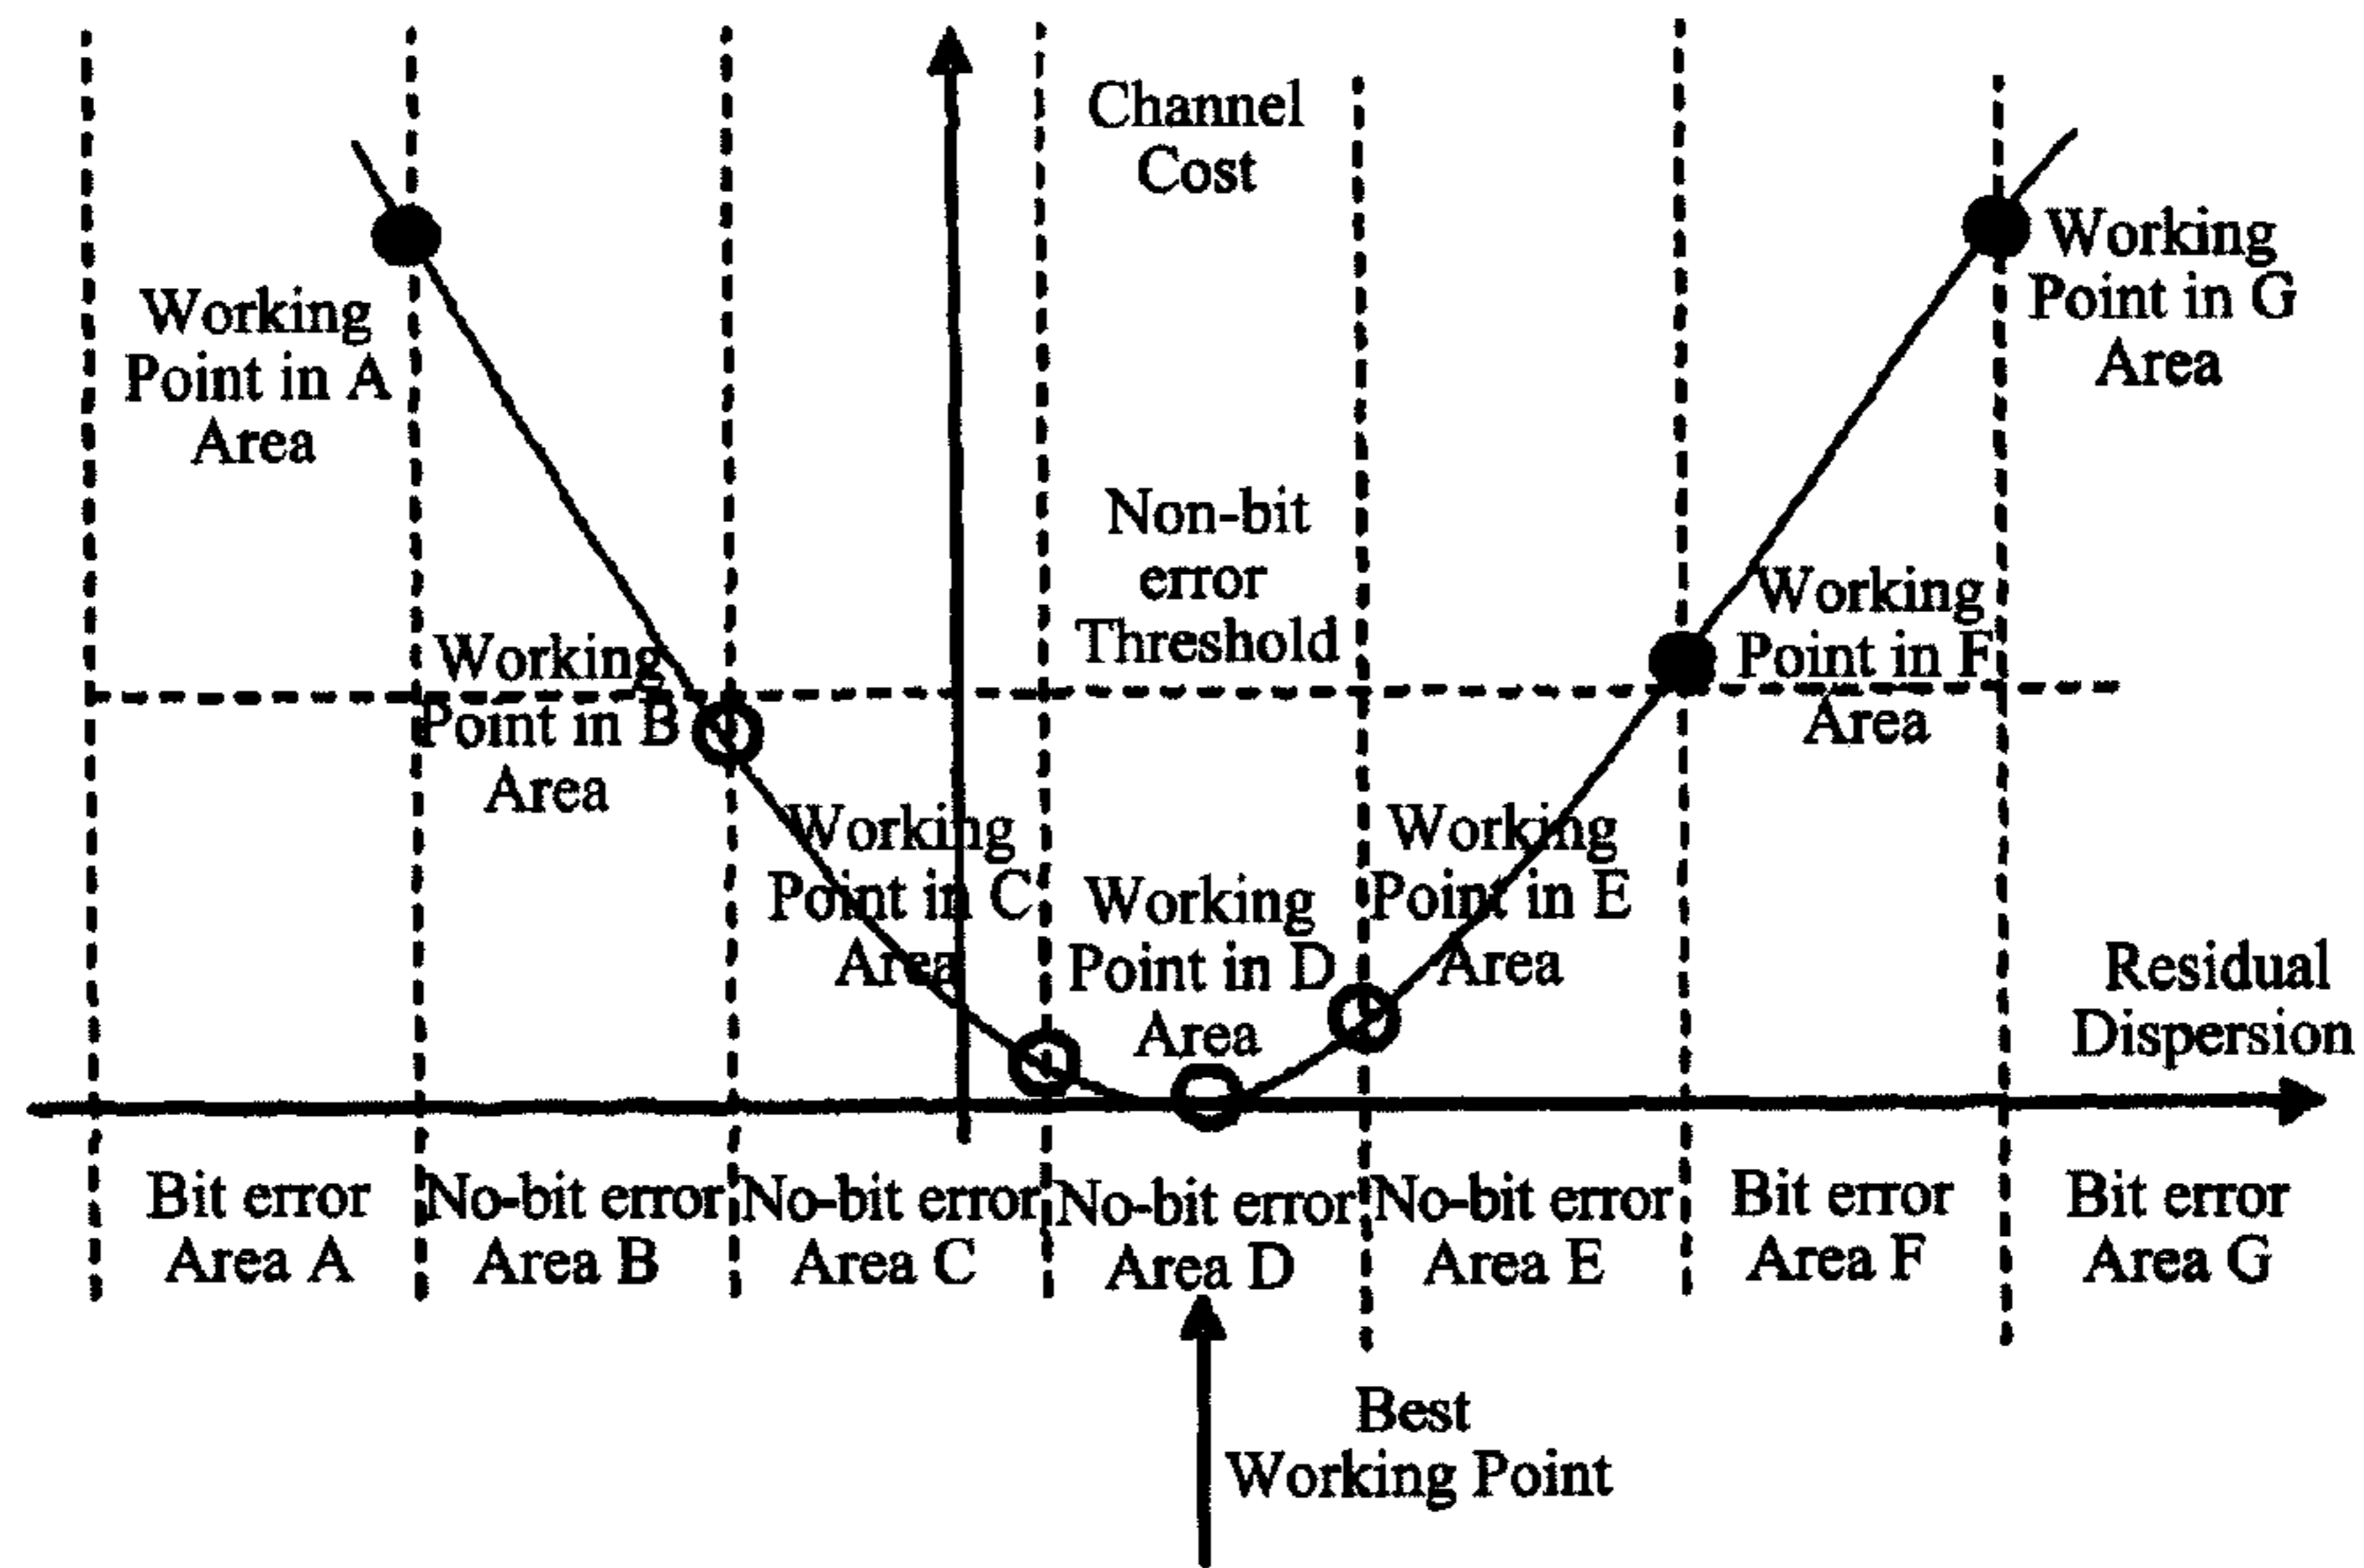 Channel
Cost
Working
Point in A
Area
Working
Point in G
Area
Non-bit
error
Threshold
Working
Point in B
Area
Working
Point in F
Area
Working
Point in C
Area
Working
Point in D
Area
Working
Point in E
Area
Residual
Dispersion
Bit error
Area A
No-bit error
Area B
No-bit error
Area C
No-bit error
Area D
No-bit error
Area E
Bit error
Area F
Bit error
Area G
Best
Working Point